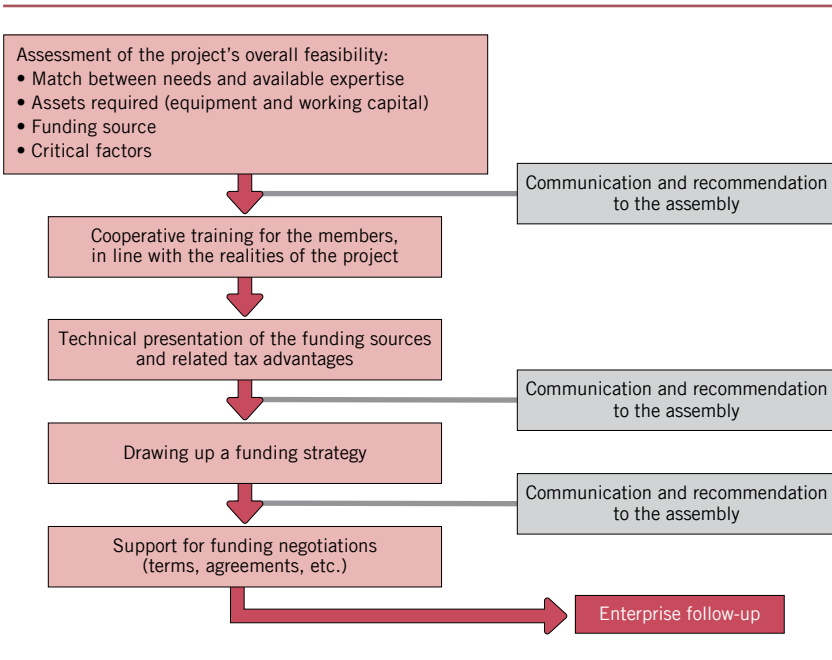 Assessment of the project's overall feasibility:
• Match between needs and available expertise
• Assets required (equipment and working capital)
• Funding source
• Critical factors
Communication and recommendation
to the assembly
Cooperative training for the members,
in line with the realities of the project
Technical presentation of the funding sources
and related tax advantages
Communication and recommendation
to the assembly
Drawing up a funding strategy
Communication and recommendation
to the assembly
Support for funding negotiations
(terms, agreements, etc.)
Enterprise follow-up